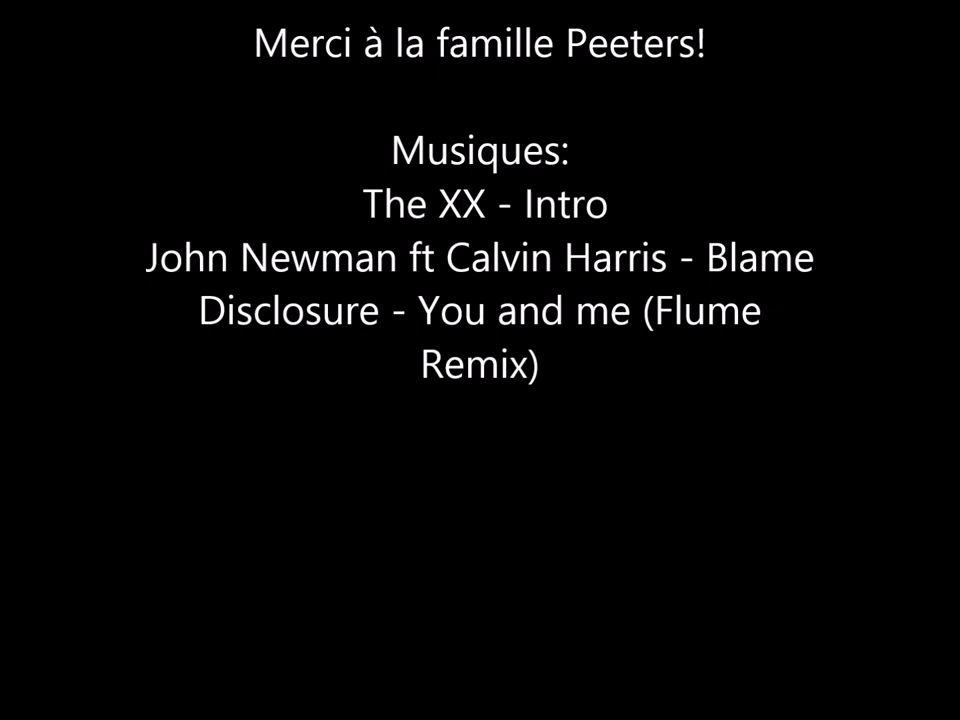 Merci à la famille Peeters!
Musiques:
The XX - Intro
John Newman ft Calvin Harris - Blame
Disclosure - You and me (Flume
Remix)